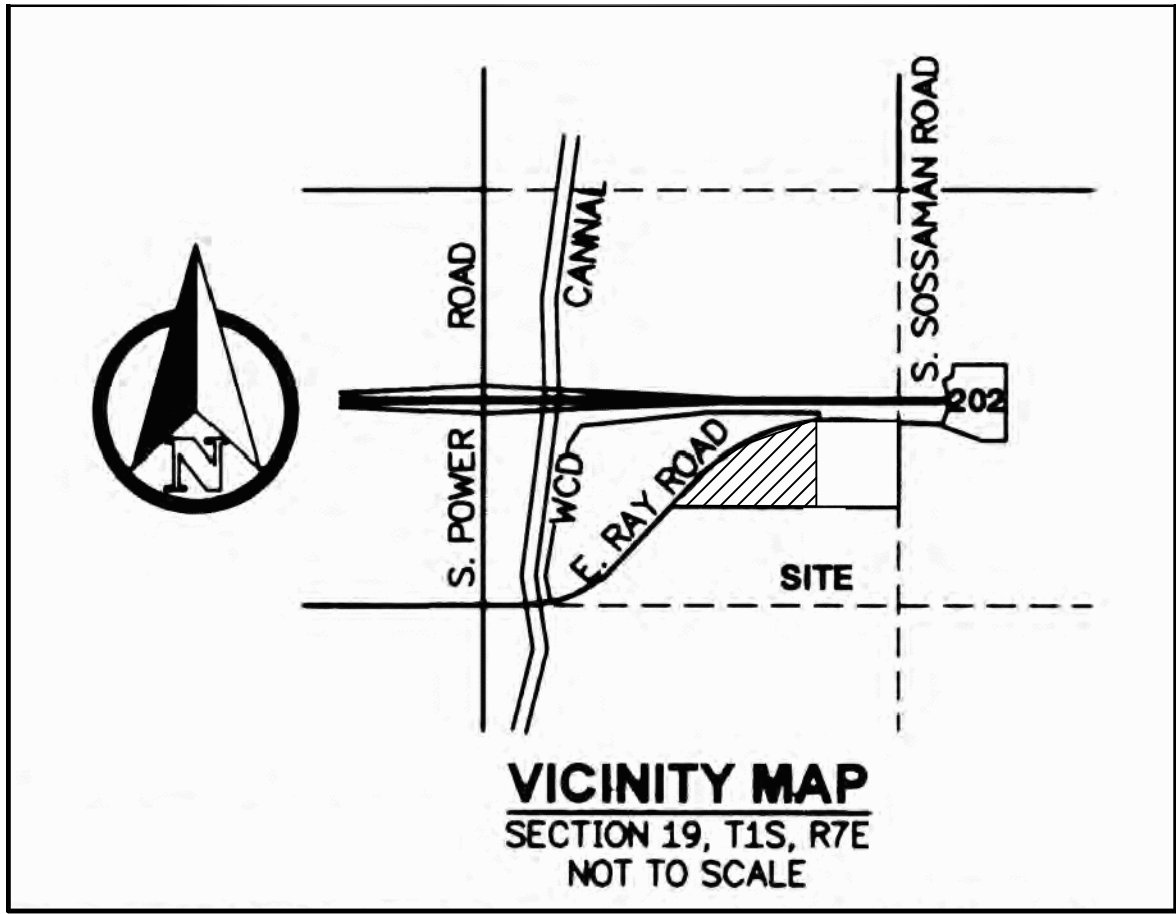 S. SOSSAMAN ROAD
CANNAL
S. POWER ROAD
202
WCD
E. RAY ROAD
N
SITE
VICINITY MAP
SECTION 19, T1S, R7E
NOT TO SCALE